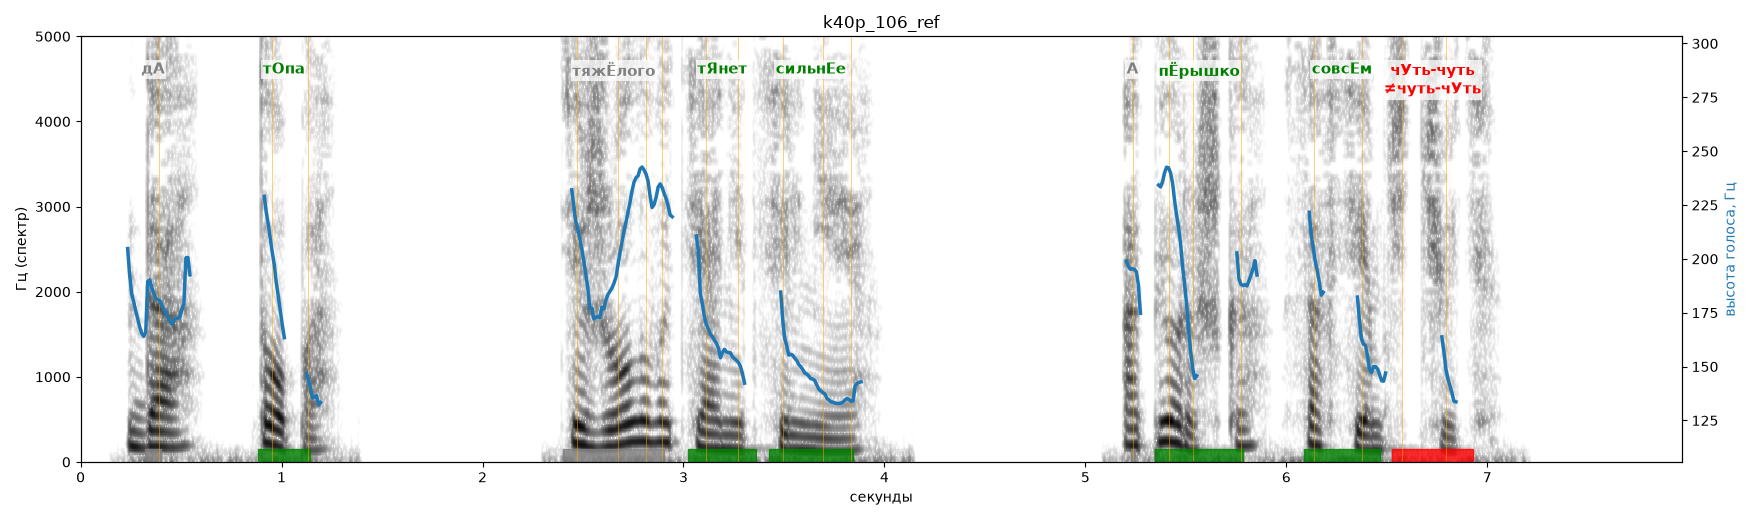 k40p_106_ref
5000
4000
3000
2000
1000
0
Гц (спектр)
дА
тОпа
тяжЁлого
тЯнет
сильнЕе
А
пЁрышко
совсЕм
чУть-чуть
≠чуть-чУть
300
275
250
225
200
175
150
125
высота голооса, Гц
0 1 2 3 4 5 6 7
секунды